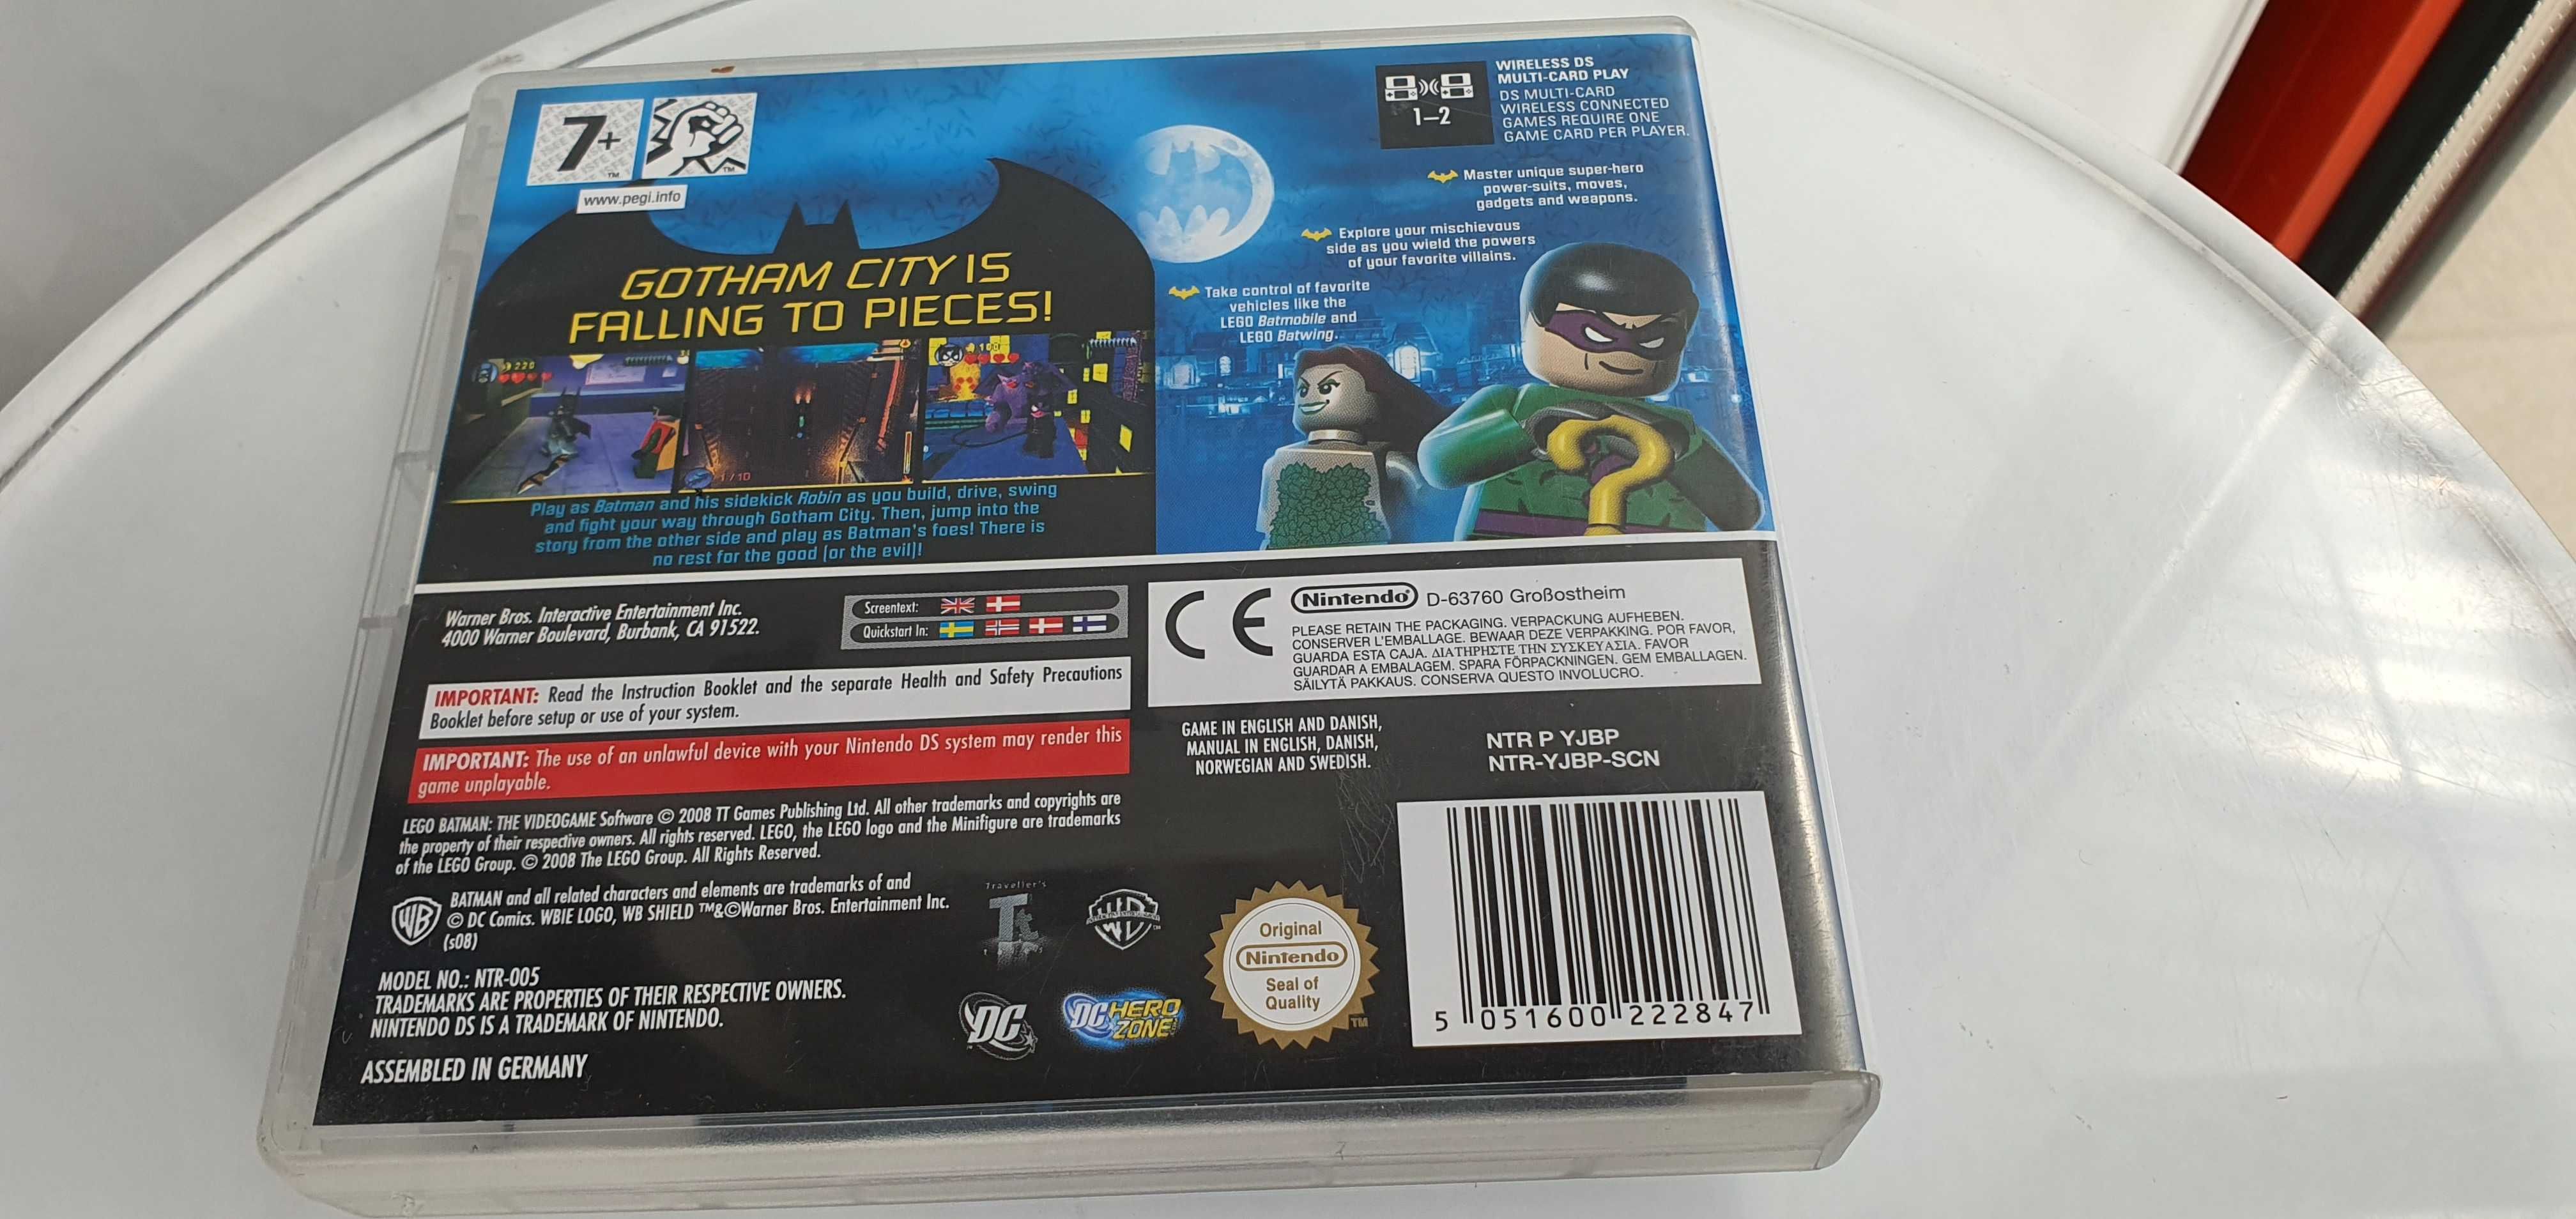 7+
www.pegi.info
GOTHAM CITY IS
FALLING TO PIECES!
220
1/10
Play as Batman and his sidekick Robin as you build, drive, swing
and fight your way through Gotham City. Then, jump into the
story from the other side and play as Batman's foes! There is
no rest for the good (or the evil)!
1–2
WIRELESS DS
MULTI-CARD PLAY
DS MULTI-CARD
WIRELESS CONNECTED
GAMES REQUIRE ONE
GAME CARD PER PLAYER.
Master unique super-hero
power-suits, moves,
gadgets and weapons.
Explore your mischievous
side as you wield the powers
of your favorite villains.
Take control of favorite
vehicles like the
LEGO Batmobile and
LEGO Batwing.
Warner Bros. Interactive Entertainment Inc.
4000 Warner Boulevard, Burbank, CA 91522.
Screentext:
Quickstart In:
IMPORTANT: Read the Instruction Booklet and the separate Health and Safety Precautions
Booklet before setup or use of your system.
IMPORTANT: The use of an unlawful device with your Nintendo DS system may render this
game unplayable.
LEGO BATMAN: THE VIDEOGAME Software © 2008 TT Games Publishing Ltd. All other trademarks and copyrights are
the property of their respective owners. All rights reserved. LEGO, the LEGO logo and the Minifigure are trademarks
of the LEGO Group. © 2008 The LEGO Group. All Rights Reserved.
WB
BATMAN and all related characters and elements are trademarks of and
© DC Comics. WBIE LOGO, WB SHIELD ™&©Warner Bros. Entertainment Inc.
(s08)
MODEL NO.: NTR-005
TRADEMARKS ARE PROPERTIES OF THEIR RESPECTIVE OWNERS.
NINTENDO DS IS A TRADEMARK OF NINTENDO.
ASSEMBLED IN GERMANY
Traveller's
Tt
WB
DC
DC HERO
ZONE
CE
Nintendo D-63760 Großostheim
PLEASE RETAIN THE PACKAGING. VERPACKUNG AUFHEBEN.
CONSERVER L'EMBALLAGE. BEWAAR DEZE VERPAKKING. POR FAVOR,
GUARDA ESTA CAJA. ΔΙΑΤΗΡΗΣΤΕ ΤΗΝ ΣΥΣΚΕΥΑΣΙΑ. FAVOR
GUARDAR A EMBALAGEM. SPARA FÖRPACKNINGEN. GEM EMBALLAGEN.
SÄILYTÄ PAKKAUS. CONSERVA QUESTO INVOLUCRO.
GAME IN ENGLISH AND DANISH,
MANUAL IN ENGLISH, DANISH,
NORWEGIAN AND SWEDISH.
NTR P YJBP
NTR-YJBP-SCN
Original
Nintendo
Seal of
Quality
TM
5 051600 222847